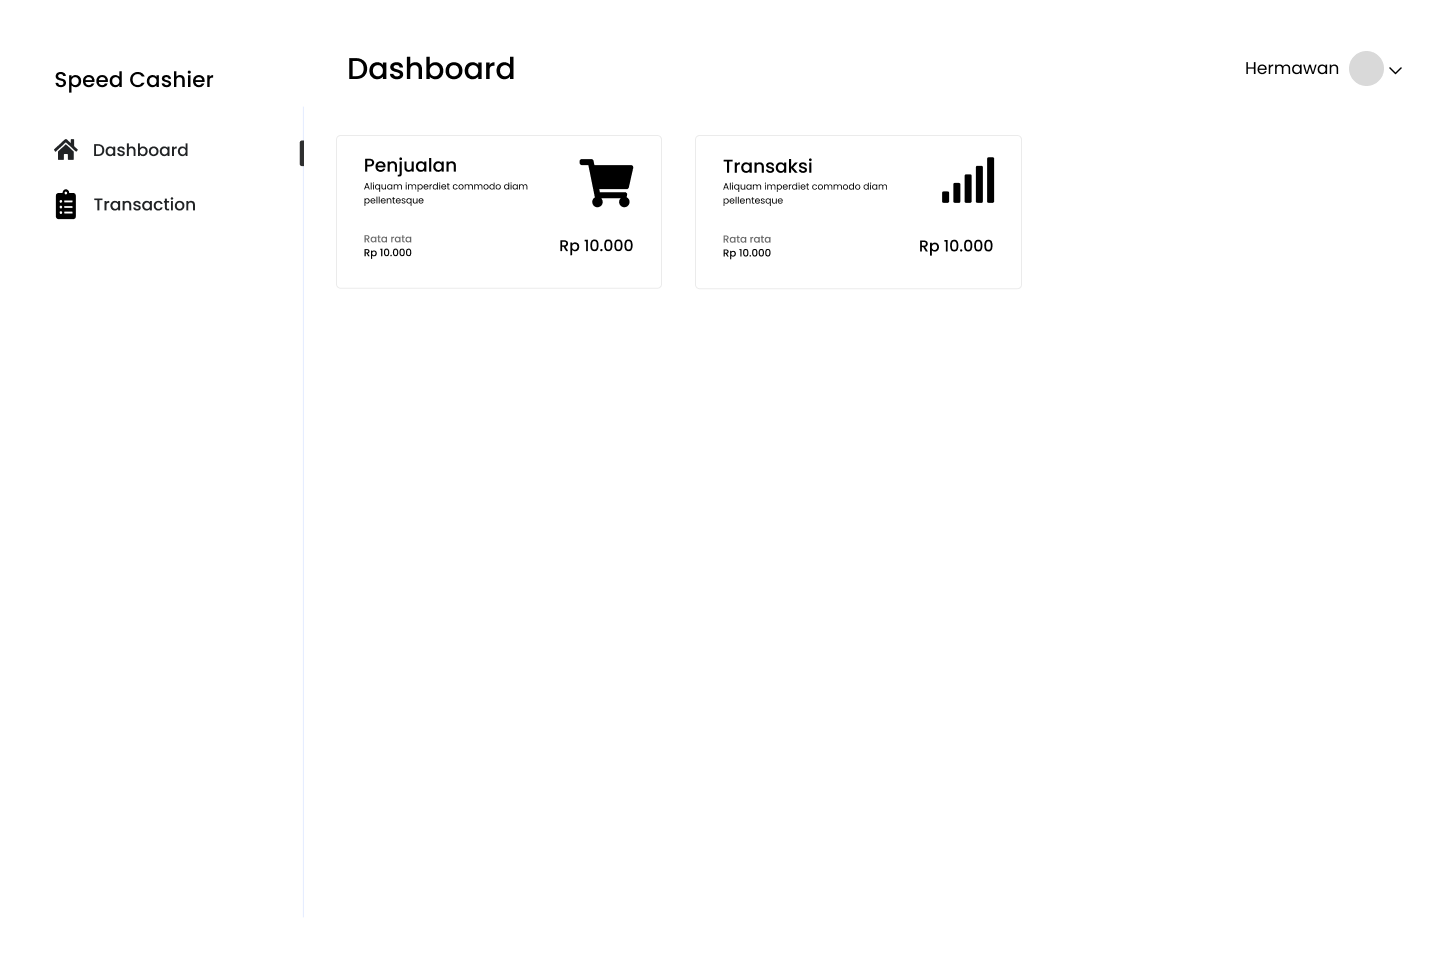 Speed Cashier
Dashboard
Transaction
Dashboard
Hermawan
Penjualan
Aliquam imperdiet commodo diam
pellentesque
Rata rata
Rp 10.000
Rp 10.000
Transaksi
Aliquam imperdiet commodo diam
pellentesque
Rata rata
Rp 10.000
Rp 10.000